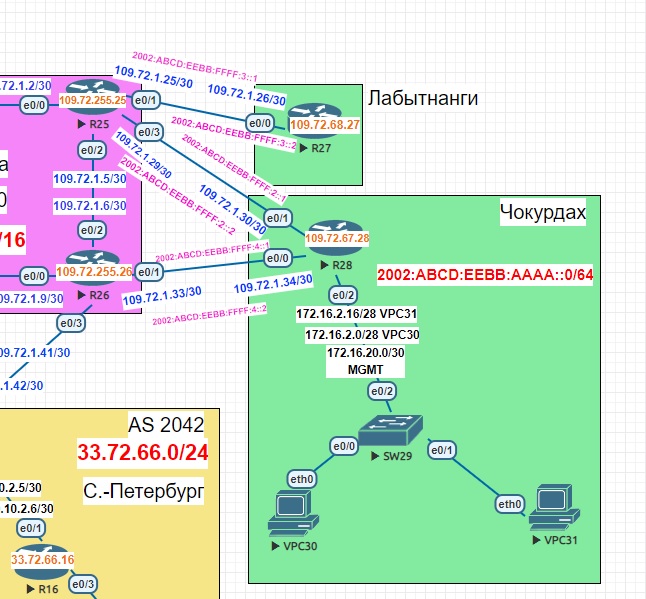 2002:ABCD:EEBB:FFFF:3::1
.72.1.2/30
109.72.1.25/30
109.72.1.26/30
Лабытнанги
109.72.255.25
e0/0
e0/1
R25
e0/3
2002:ABCD:EEBB:FFFF:3::2
e0/0
109.72.68.27
R27
e0/2
109.72.1.29/30
2002:ABCD:EEBB:FFFF:2::1
а
109.72.1.5/30
2002:ABCD:EEBB:FFFF:2::2
109.72.1.30/30
0
109.72.1.6/30
Чокурдах
/16
e0/2
e0/1
109.72.67.28
R28
2002:ABCD:EEBB:FFFF:4::1
e0/0
e0/0
109.72.255.26
e0/1
2002:ABCD:EEBB:AAAA::0/64
R26
09.72.1.9/30
109.72.1.33/30
109.72.1.34/30
e0/2
2002:ABCD:EEBB:FFFF:4::2
172.16.2.16/28 VPC31
e0/3
172.16.2.0/28 VPC30
09.72.1.41/30
172.16.20.0/30
MGMT
.1.42/30
e0/2
AS 2042
33.72.66.0/24
e0/0
SW29
e0/1
С.-Петербург
eth0
0.2.5/30
.10.2.6/30
eth0
e0/1
VPC30
VPC31
33.72.66.16
R16
e0/3